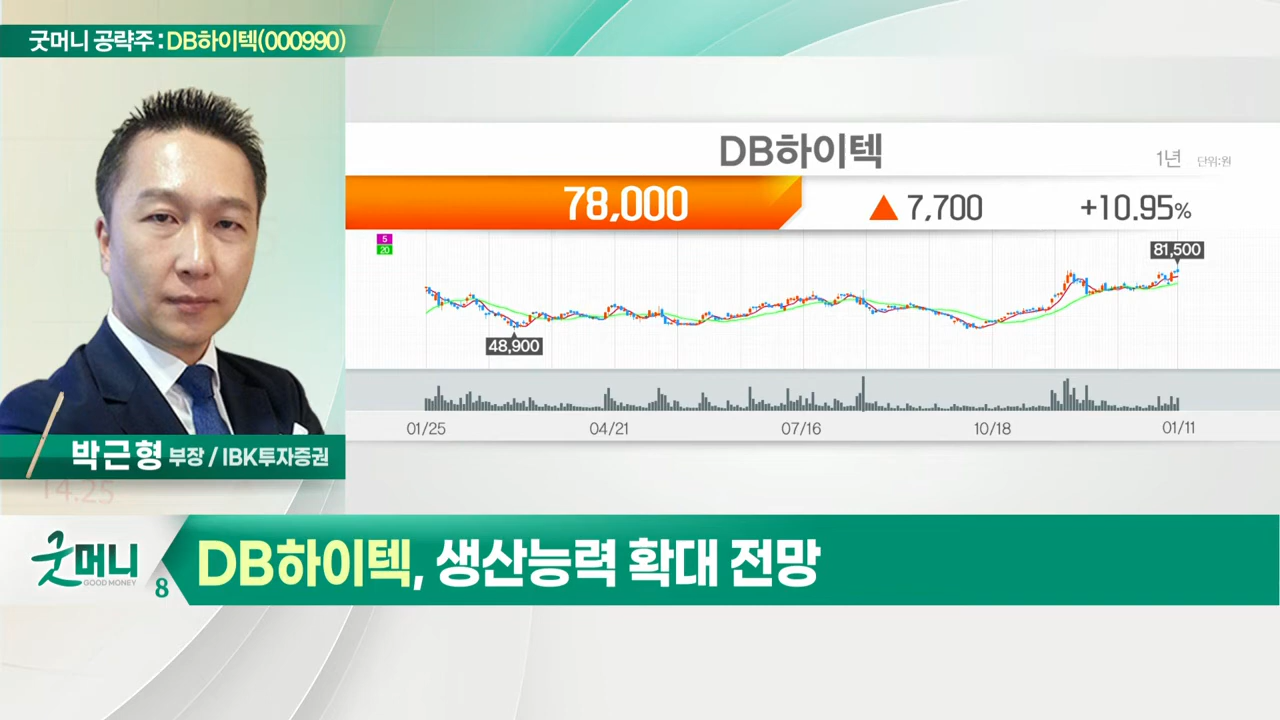 굿머니 공략주 : DB하이텍(000990)
DB하이텍
1년 단위:원
78,000 ▲ 7,700 +10.95%
5
20
81,500
48,900
01/25 04/21 07/16 10/18 01/11
박근형 부장 / IBK투자증권
14.25
굿머니
GOOD MONEY
8
DB하이텍, 생산능력 확대 전망